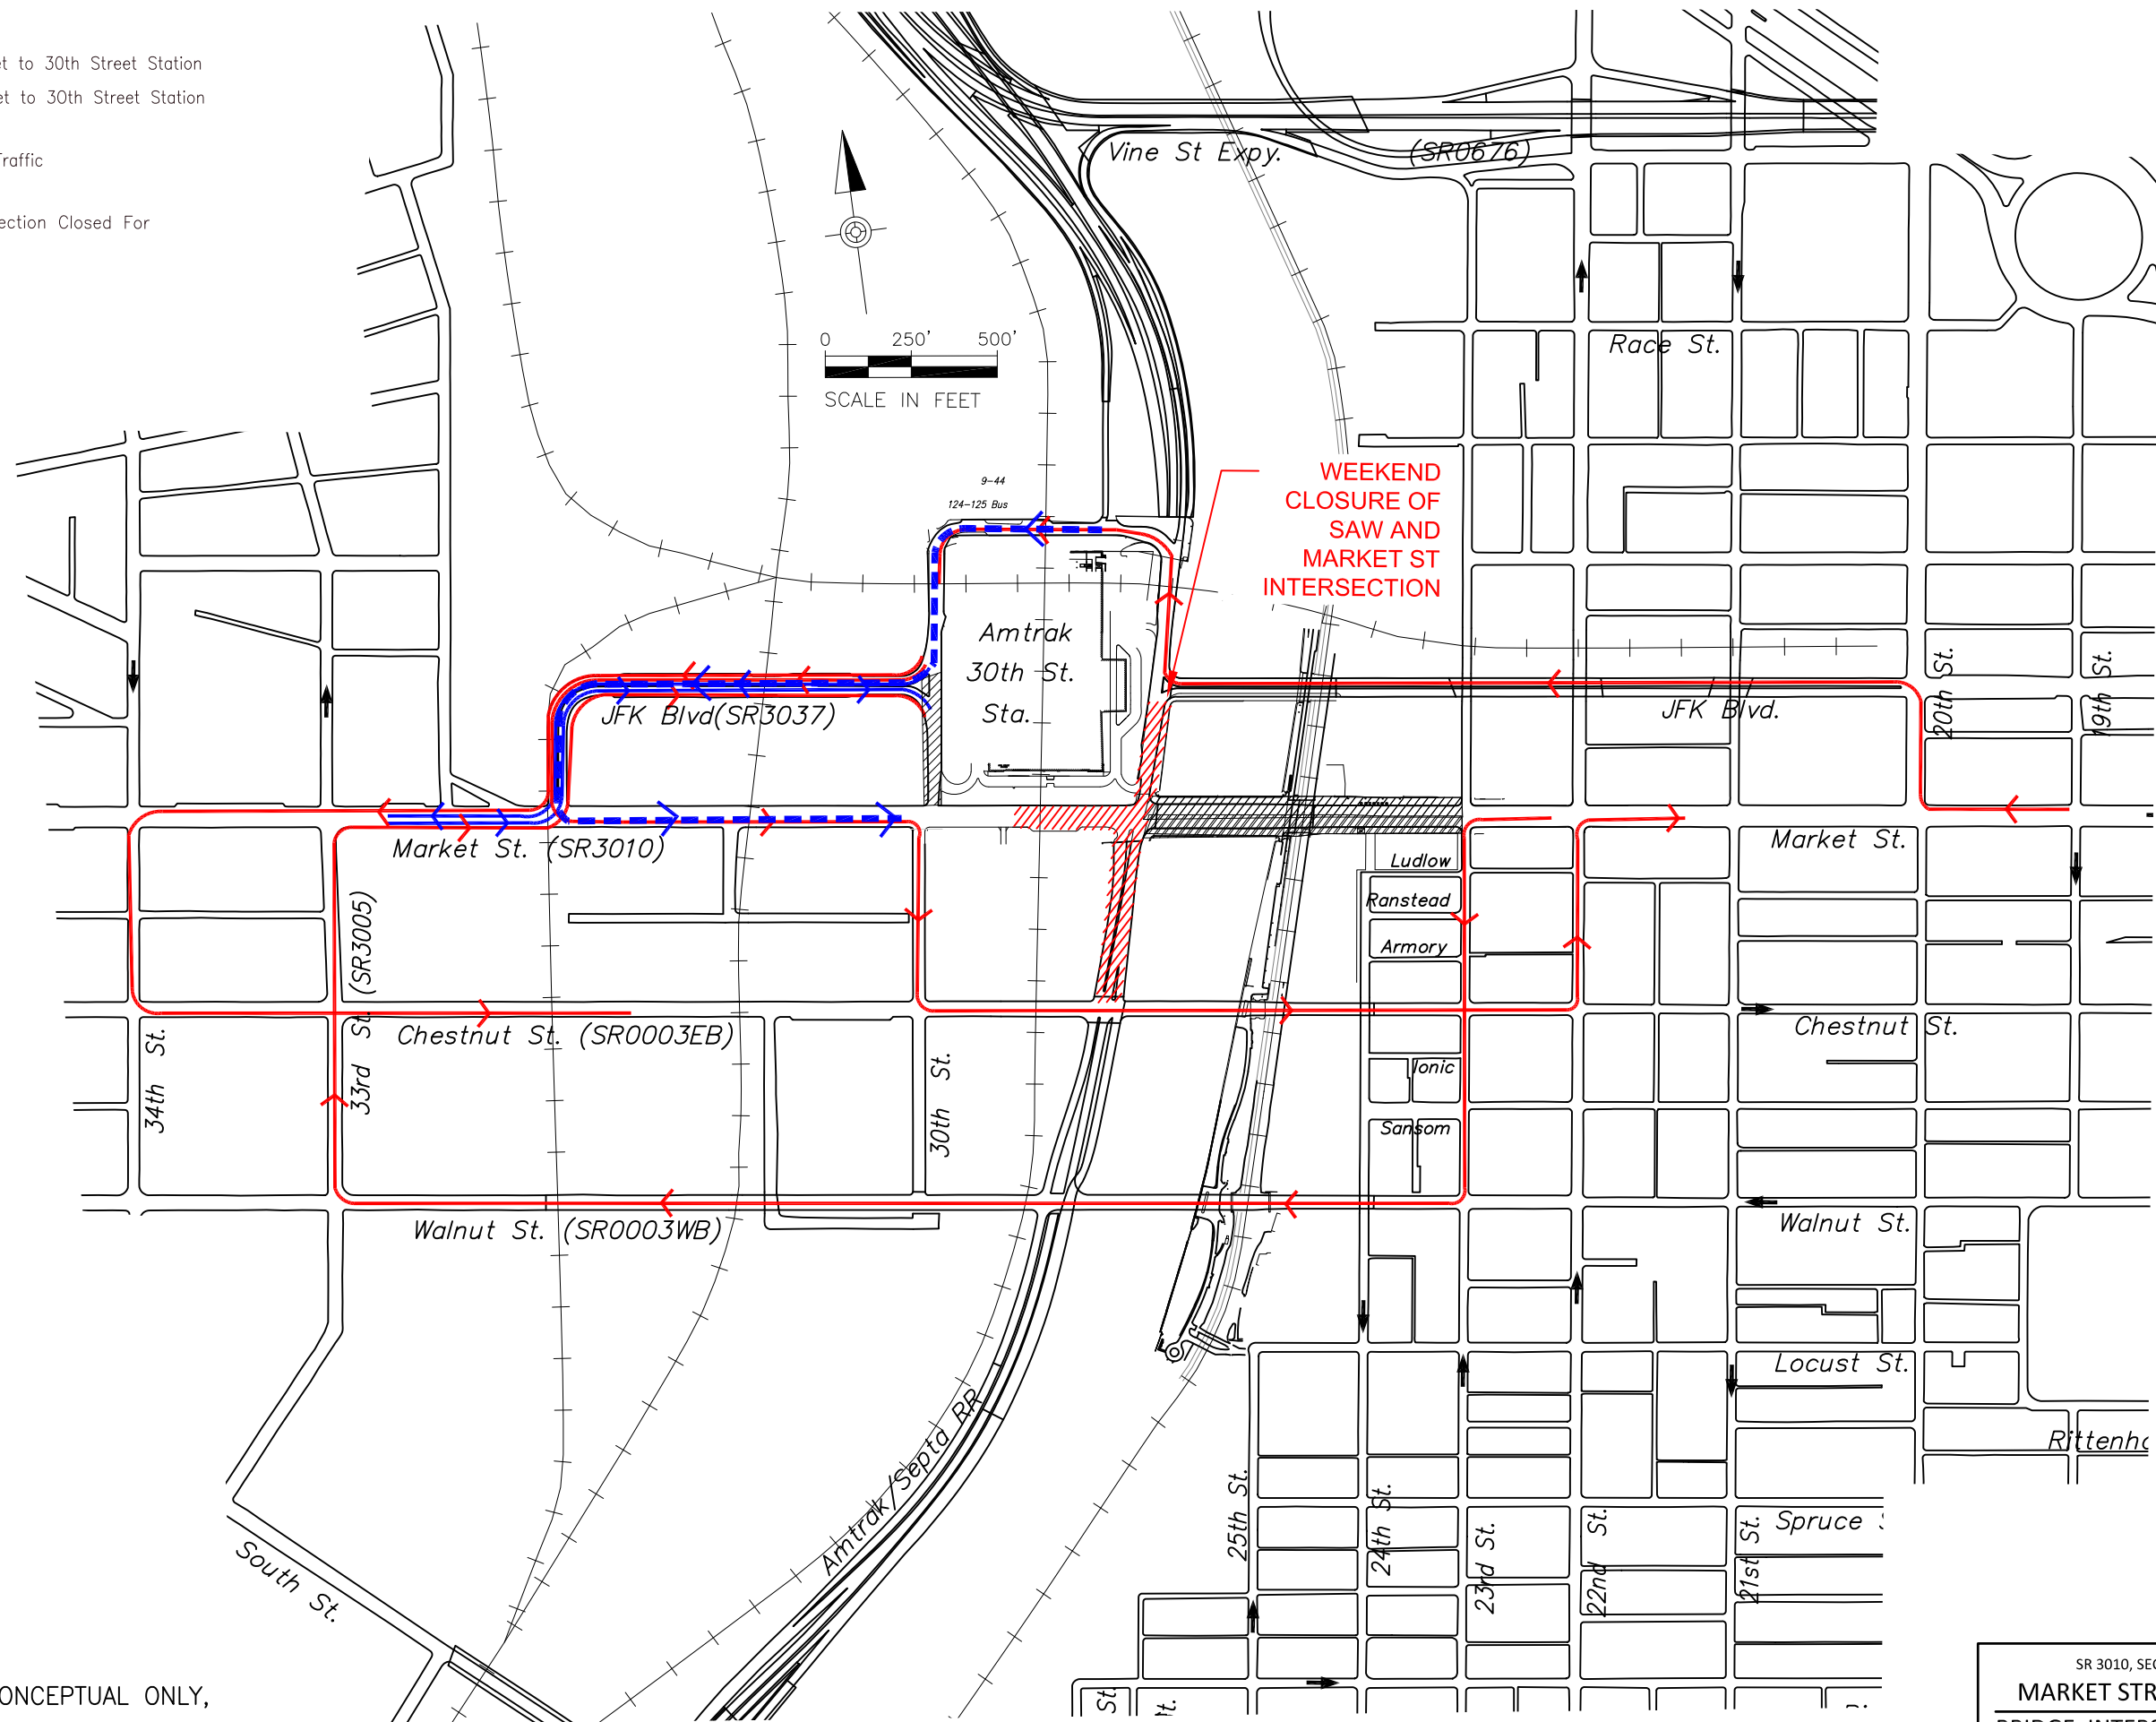 t to 30th Street Station
et to 30th Street Station
Traffic
ection Closed For
Vine St Expy. (SR0676)
0 250' 500'
SCALE IN FEET
Race St.
9-44
124-125 Bus
WEEKEND
CLOSURE OF
SAW AND
MARKET ST
INTERSECTION
Amtrak
30th St.
Sta.
JFK Blvd(SR3037)
JFK Blvd.
20th St.
19th St.
Market St. (SR3010)
Market St.
Ludlow
Ranstead
Armory
(SR3005)
33rd St.
34th St.
Chestnut St. (SR0003EB)
Chestnut St.
30th St.
Ionic
Sansom
Walnut St. (SR0003WB)
Walnut St.
Locust St.
Rittenho
Amtrak/Septa RR
25th St.
24th St.
23rd St.
22nd St.
21st St.
Spruce
South St.
St.
t.
ONCEPTUAL ONLY,
SR 3010, SEC
MARKET STR